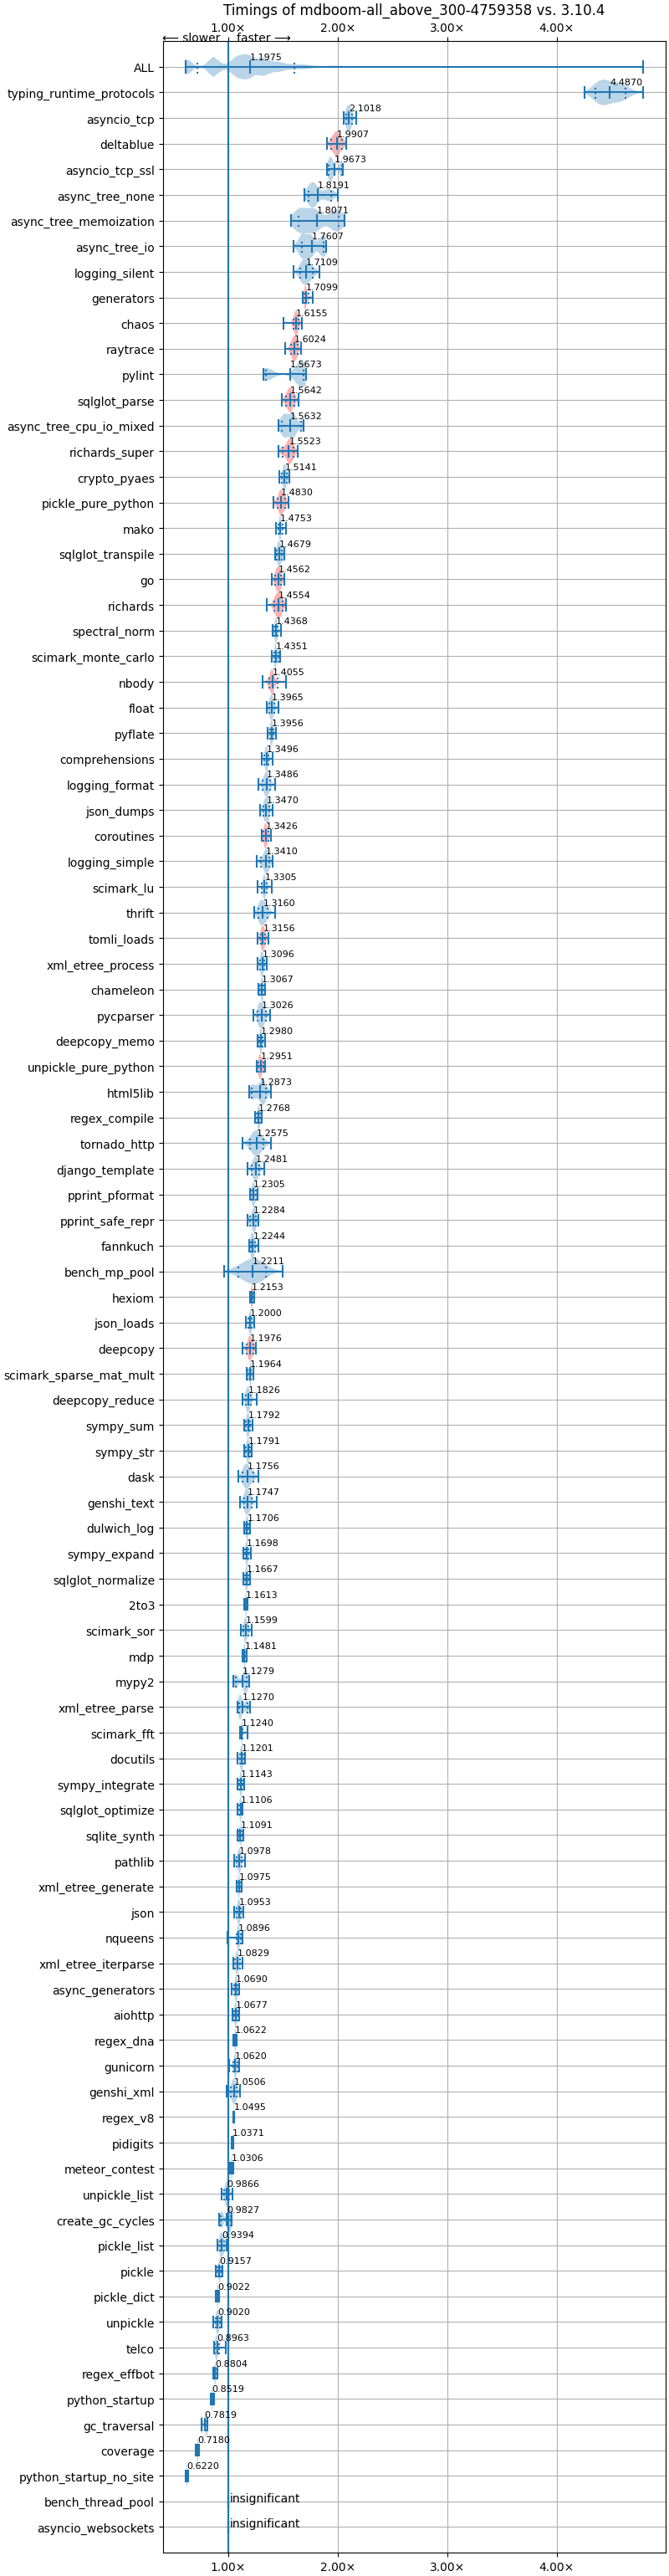 Timings of mdboom-all_above_300-4759358 vs. 3.10.4
1.00× 2.00× 3.00× 4.00×
⟵ slower faster ⟶
ALL 1.1975
typing_runtime_protocols 4.4870
asyncio_tcp 2.1018
deltablue 1.9907
asyncio_tcp_ssl 1.9673
async_tree_none 1.8191
async_tree_memoization 1.8071
async_tree_io 1.7607
logging_silent 1.7109
generators 1.7099
chaos 1.6155
raytrace 1.6024
pylint 1.5673
sqlglot_parse 1.5642
async_tree_cpu_io_mixed 1.5632
richards_super 1.5523
crypto_pyaes 1.5141
pickle_pure_python 1.4830
mako 1.4753
sqlglot_transpile 1.4679
go 1.4562
richards 1.4554
spectral_norm 1.4368
scimark_monte_carlo 1.4351
nbody 1.4055
float 1.3965
pyflate 1.3956
comprehensions 1.3496
logging_format 1.3486
json_dumps 1.3470
coroutines 1.3426
logging_simple 1.3410
scimark_lu 1.3305
thrift 1.3160
tomli_loads 1.3156
xml_etree_process 1.3096
chameleon 1.3067
pycparser 1.3026
deepcopy_memo 1.2980
unpickle_pure_python 1.2951
html5lib 1.2873
regex_compile 1.2768
tornado_http 1.2575
django_template 1.2481
pprint_pformat 1.2305
pprint_safe_repr 1.2284
fannkuch 1.2244
bench_mp_pool 1.2211
hexiom 1.2153
json_loads 1.2000
deepcopy 1.1976
scimark_sparse_mat_mult 1.1964
deepcopy_reduce 1.1826
sympy_sum 1.1792
sympy_str 1.1791
dask 1.1756
genshi_text 1.1747
dulwich_log 1.1706
sympy_expand 1.1698
sqlglot_normalize 1.1667
2to3 1.1613
scimark_sor 1.1599
mdp 1.1481
mypy2 1.1279
xml_etree_parse 1.1270
scimark_fft 1.1240
docutils 1.1201
sympy_integrate 1.1143
sqlglot_optimize 1.1106
sqlite_synth 1.1091
pathlib 1.0978
xml_etree_generate 1.0975
json 1.0953
nqueens 1.0896
xml_etree_iterparse 1.0829
async_generators 1.0690
aiohttp 1.0677
regex_dna 1.0622
gunicorn 1.0620
genshi_xml 1.0506
regex_v8 1.0495
pidigits 1.0371
meteor_contest 1.0306
unpickle_list 0.9866
create_gc_cycles 0.9827
pickle_list 0.9394
pickle 0.9157
pickle_dict 0.9022
unpickle 0.9020
telco 0.8963
regex_effbot 0.8804
python_startup 0.8519
gc_traversal 0.7819
coverage 0.7180
python_startup_no_site 0.6220
bench_thread_pool insignificant
asyncio_websockets insignificant
1.00× 2.00× 3.00× 4.00×